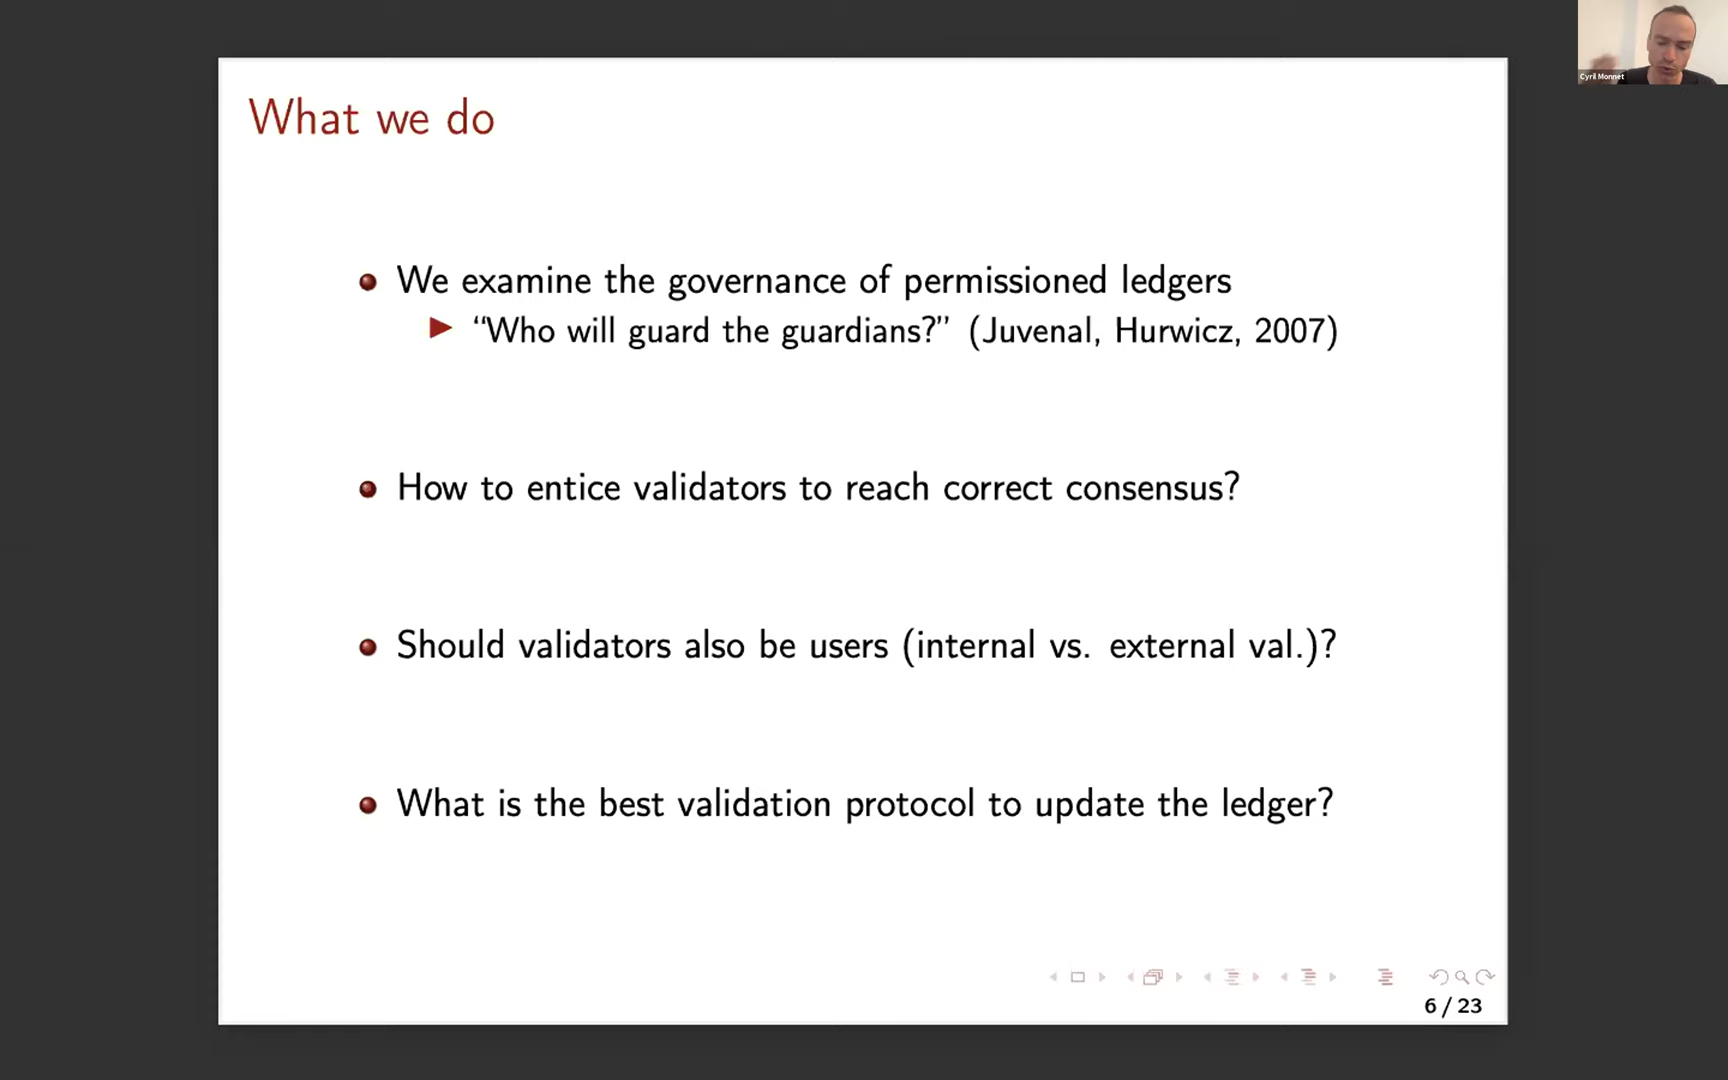 Cyril Monnet
What we do
We examine the governance of permissioned ledgers
“Who will guard the guardians?” (Juvenal, Hurwicz, 2007)
How to entice validators to reach correct consensus?
Should validators also be users (internal vs. external val.)?
What is the best validation protocol to update the ledger?
6 / 23